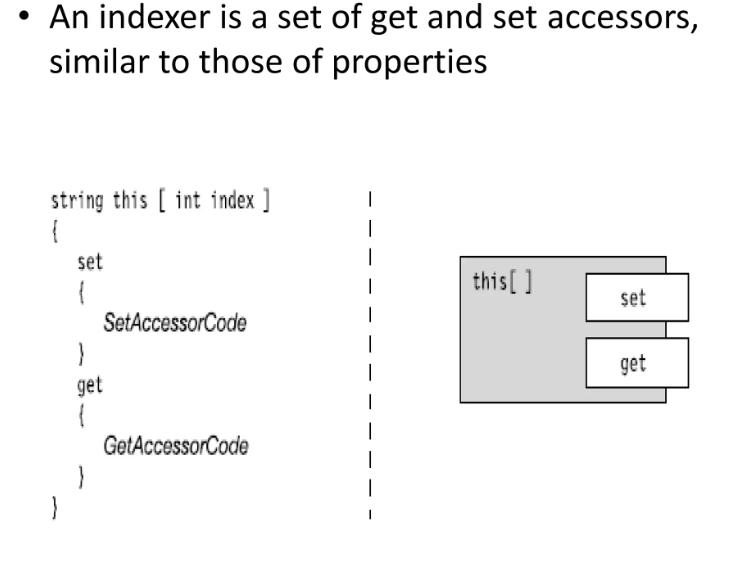 • An indexer is a set of get and set accessors,
similar to those of properties
string this [ int index ]
{
set
{
SetAccessorCode
}
get
{
GetAccessorCode
}
}
this[ ]
set
get